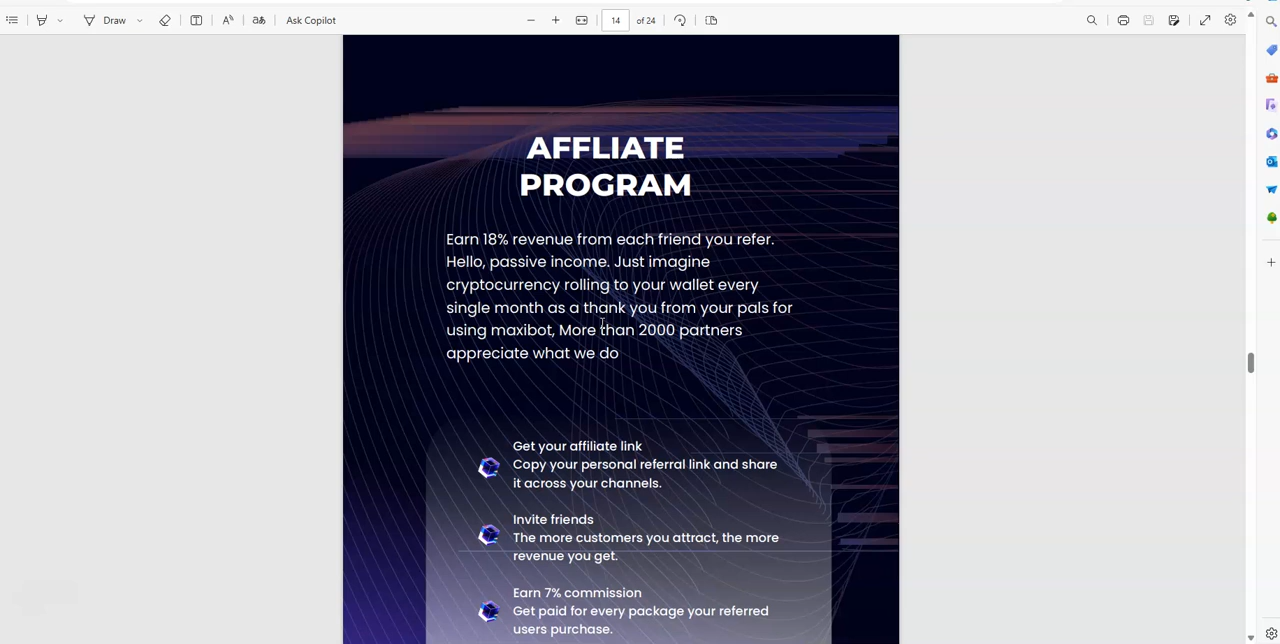 Draw
Ask Copilot
14 of 24
AFFLIATE
PROGRAM
Earn 18% revenue from each friend you refer.
Hello, passive income. Just imagine
cryptocurrency rolling to your wallet every
single month as a thank you from your pals for
using maxibot, More than 2000 partners
appreciate what we do
Get your affiliate link
Copy your personal referral link and share
it across your channels.
Invite friends
The more customers you attract, the more
revenue you get.
Earn 7% commission
Get paid for every package your referred
users purchase.